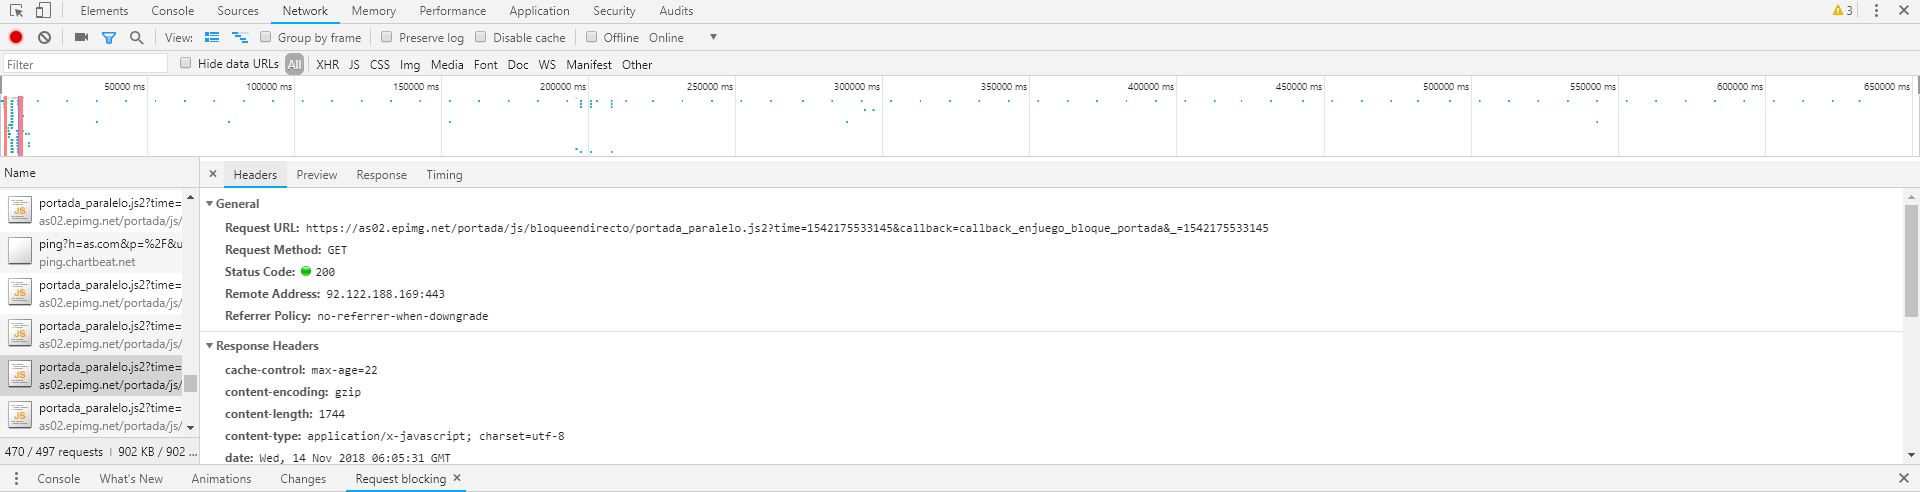 Elements Console Sources Network Memory Performance Application Security Audits 3
View: Group by frame Preserve log Disable cache Offline Online
Filter Hide data URLs All XHR JS CSS Img Media Font Doc WS Manifest Other
50000 ms 100000 ms 150000 ms 200000 ms 250000 ms 300000 ms 350000 ms 400000 ms 450000 ms 500000 ms 550000 ms 600000 ms 650000 ms
Name
portada_paralelo.js2?time=
as02.epimg.net/portada/js/
ping?h=as.com&p=%2F&u
ping.chartbeat.net
portada_paralelo.js2?time=
as02.epimg.net/portada/js/
portada_paralelo.js2?time=
as02.epimg.net/portada/js/
portada_paralelo.js2?time=
as02.epimg.net/portada/js/
portada_paralelo.js2?time=
as02.epimg.net/portada/js/
470 / 497 requests | 902 KB / 902 ...
Headers Preview Response Timing
General
Request URL: https://as02.epimg.net/portada/js/bloqueendirecto/portada_paralelo.js2?time=1542175533145&callback=callback_enjuego_bloque_portada&_=1542175533145
Request Method: GET
Status Code: 200
Remote Address: 92.122.188.169:443
Referrer Policy: no-referrer-when-downgrade
Response Headers
cache-control: max-age=22
content-encoding: gzip
content-length: 1744
content-type: application/x-javascript; charset=utf-8
date: Wed, 14 Nov 2018 06:05:31 GMT
Console What's New Animations Changes Request blocking